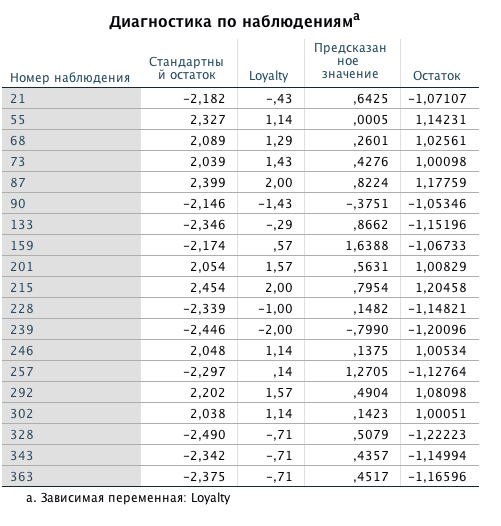 Диагностика по наблюдениямa
Номер наблюдения Стандартны й остаток Loyalty Предсказан ное значение Остаток
21 -2,182 -,43 ,6425 -1,07107
55 2,327 1,14 ,0005 1,14231
68 2,089 1,29 ,2601 1,02561
73 2,039 1,43 ,4276 1,00098
87 2,399 2,00 ,8224 1,17759
90 -2,146 -1,43 -,3751 -1,05346
133 -2,346 -,29 ,8662 -1,15196
159 -2,174 ,57 1,6388 -1,06733
201 2,054 1,57 ,5631 1,00829
215 2,454 2,00 ,7954 1,20458
228 -2,339 -1,00 ,1482 -1,14821
239 -2,446 -2,00 -,7990 -1,20096
246 2,048 1,14 ,1375 1,00534
257 -2,297 ,14 1,2705 -1,12764
292 2,202 1,57 ,4904 1,08098
302 2,038 1,14 ,1423 1,00051
328 -2,490 -,71 ,5079 -1,22223
343 -2,342 -,71 ,4357 -1,14994
363 -2,375 -,71 ,4517 -1,16596
a. Зависимая переменная: Loyalty